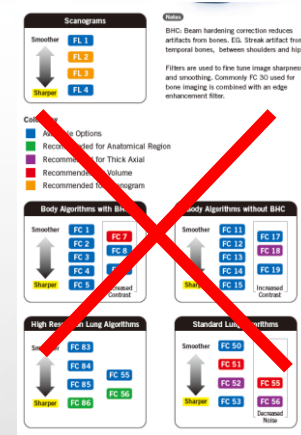 Scanograms
Smoother
FL 1
FL 2
FL 3
FL 4
Sharper
Notes
BHC: Beam hardening correction reduces
artifacts from bones. EG. Streak artifact from
temporal bones, between shoulders and hip
Filters are used to fine tune image sharpness
and smoothing. Commonly FC 30 used for
bone imaging is combined with an edge
enhancement filter.
Options
Recommended for Anatomical Region
Recommended for Thick Axial
Recommended Volume
Recommended
Body Algorithms with
Smoother
FC 1
FC 2
FC 3
FC 4
FC 5
Sharper
FC 7
FC 8
Contrast
Body Algorithms without BHC
Smoother
FC 11
FC 12
FC 13
FC 14
FC 15
Sharper
FC 17
FC 18
FC 19
Increased
Contrast
High Lung Algorithms
FC 83
FC 84
FC 85
FC 86
Sharper
FC 55
FC 56
Standard
Smoother
FC 50
FC 51
FC 52
FC 53
Sharper
FC 55
FC 56
Decreased
Noise